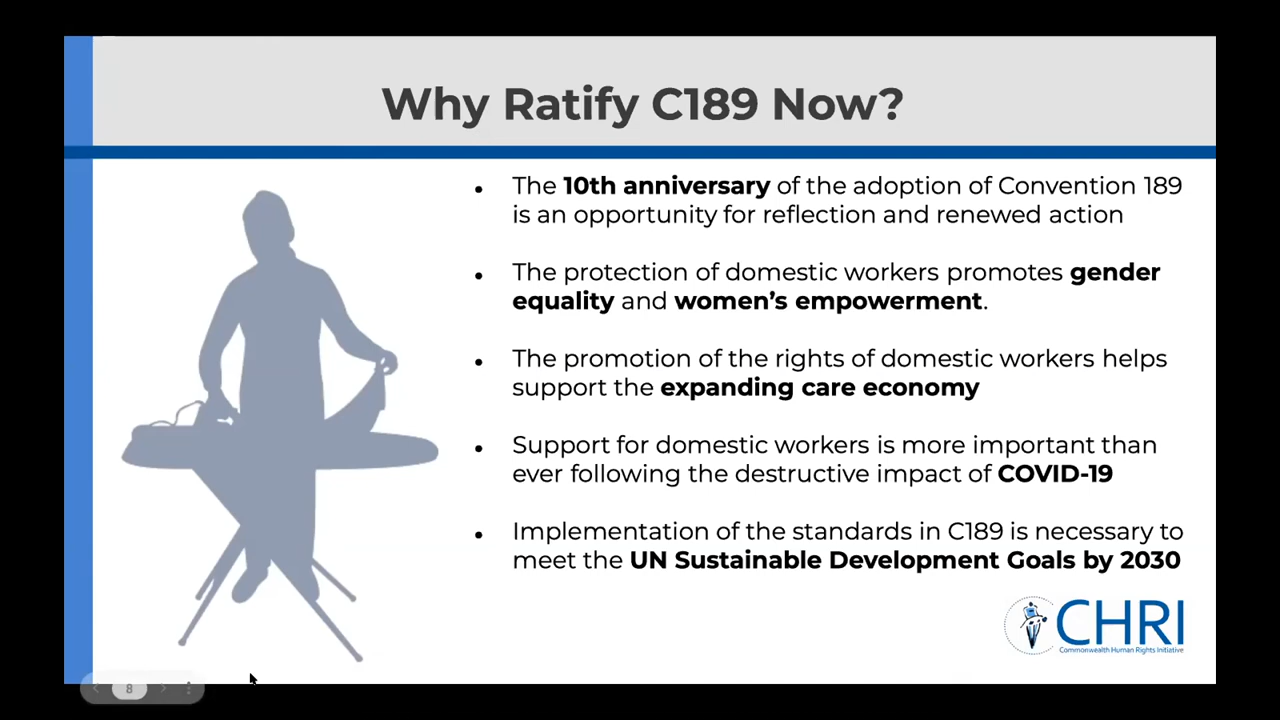 Why Ratify C189 Now?
• The 10th anniversary of the adoption of Convention 189
is an opportunity for reflection and renewed action
• The protection of domestic workers promotes gender
equality and women’s empowerment.
• The promotion of the rights of domestic workers helps
support the expanding care economy
• Support for domestic workers is more important than
ever following the destructive impact of COVID-19
• Implementation of the standards in C189 is necessary to
meet the UN Sustainable Development Goals by 2030
CHRI
Commonwealth Human Rights Initiative
8